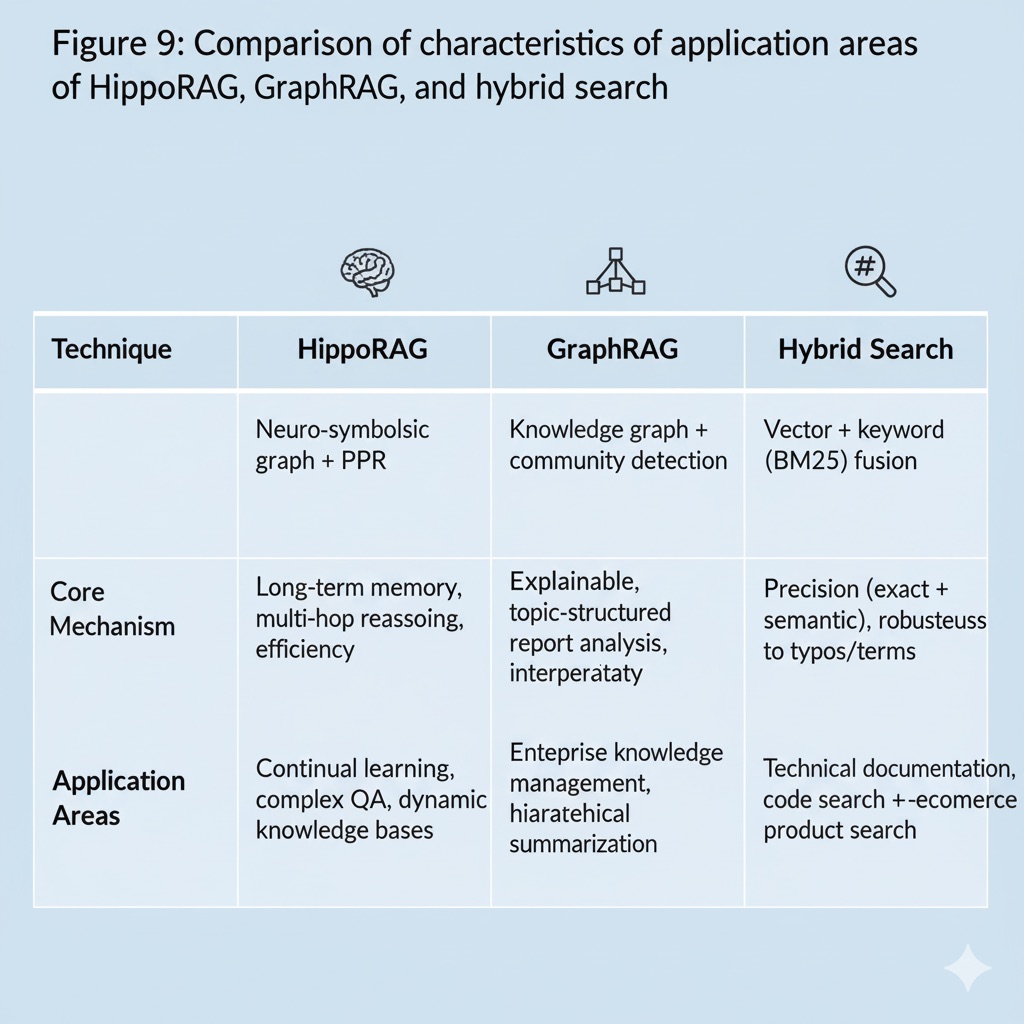 Figure 9: Comparison of characteristics of application areas
of HippoRAG, GraphRAG, and hybrid search
#
Technique
HippoRAG
GraphRAG
Hybrid Search
Neuro-symbolsic
graph + PPR
Knowledge graph +
community detection
Vector + keyword
(BM25) fusion
Core
Mechanism
Long-term memory,
multi-hop reassoing,
efficiency
Explainable,
topic-structured
report analysis,
interperataty
Precision (exact +
semantic), robusteuss
to typos/terms
Application
Areas
Continual learning,
complex QA, dynamic
knowledge bases
Enteprise knowledge
management,
hiaratehical
summarization
Technical documentation,
code search +-ecomerce
product search